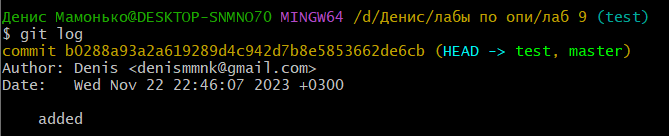 Денис Мамонько@DESKTOP-SNMNO7O MINGW64 /d/Денис/лабы по опи/лаб 9 (test)
$ git log
commit b0288a93a2a619289d4c942d7b8e5853662de6cb (HEAD -> test, master)
Author: Denis <denismmnk@gmail.com>
Date:   Wed Nov 22 22:46:07 2023 +0300
    added